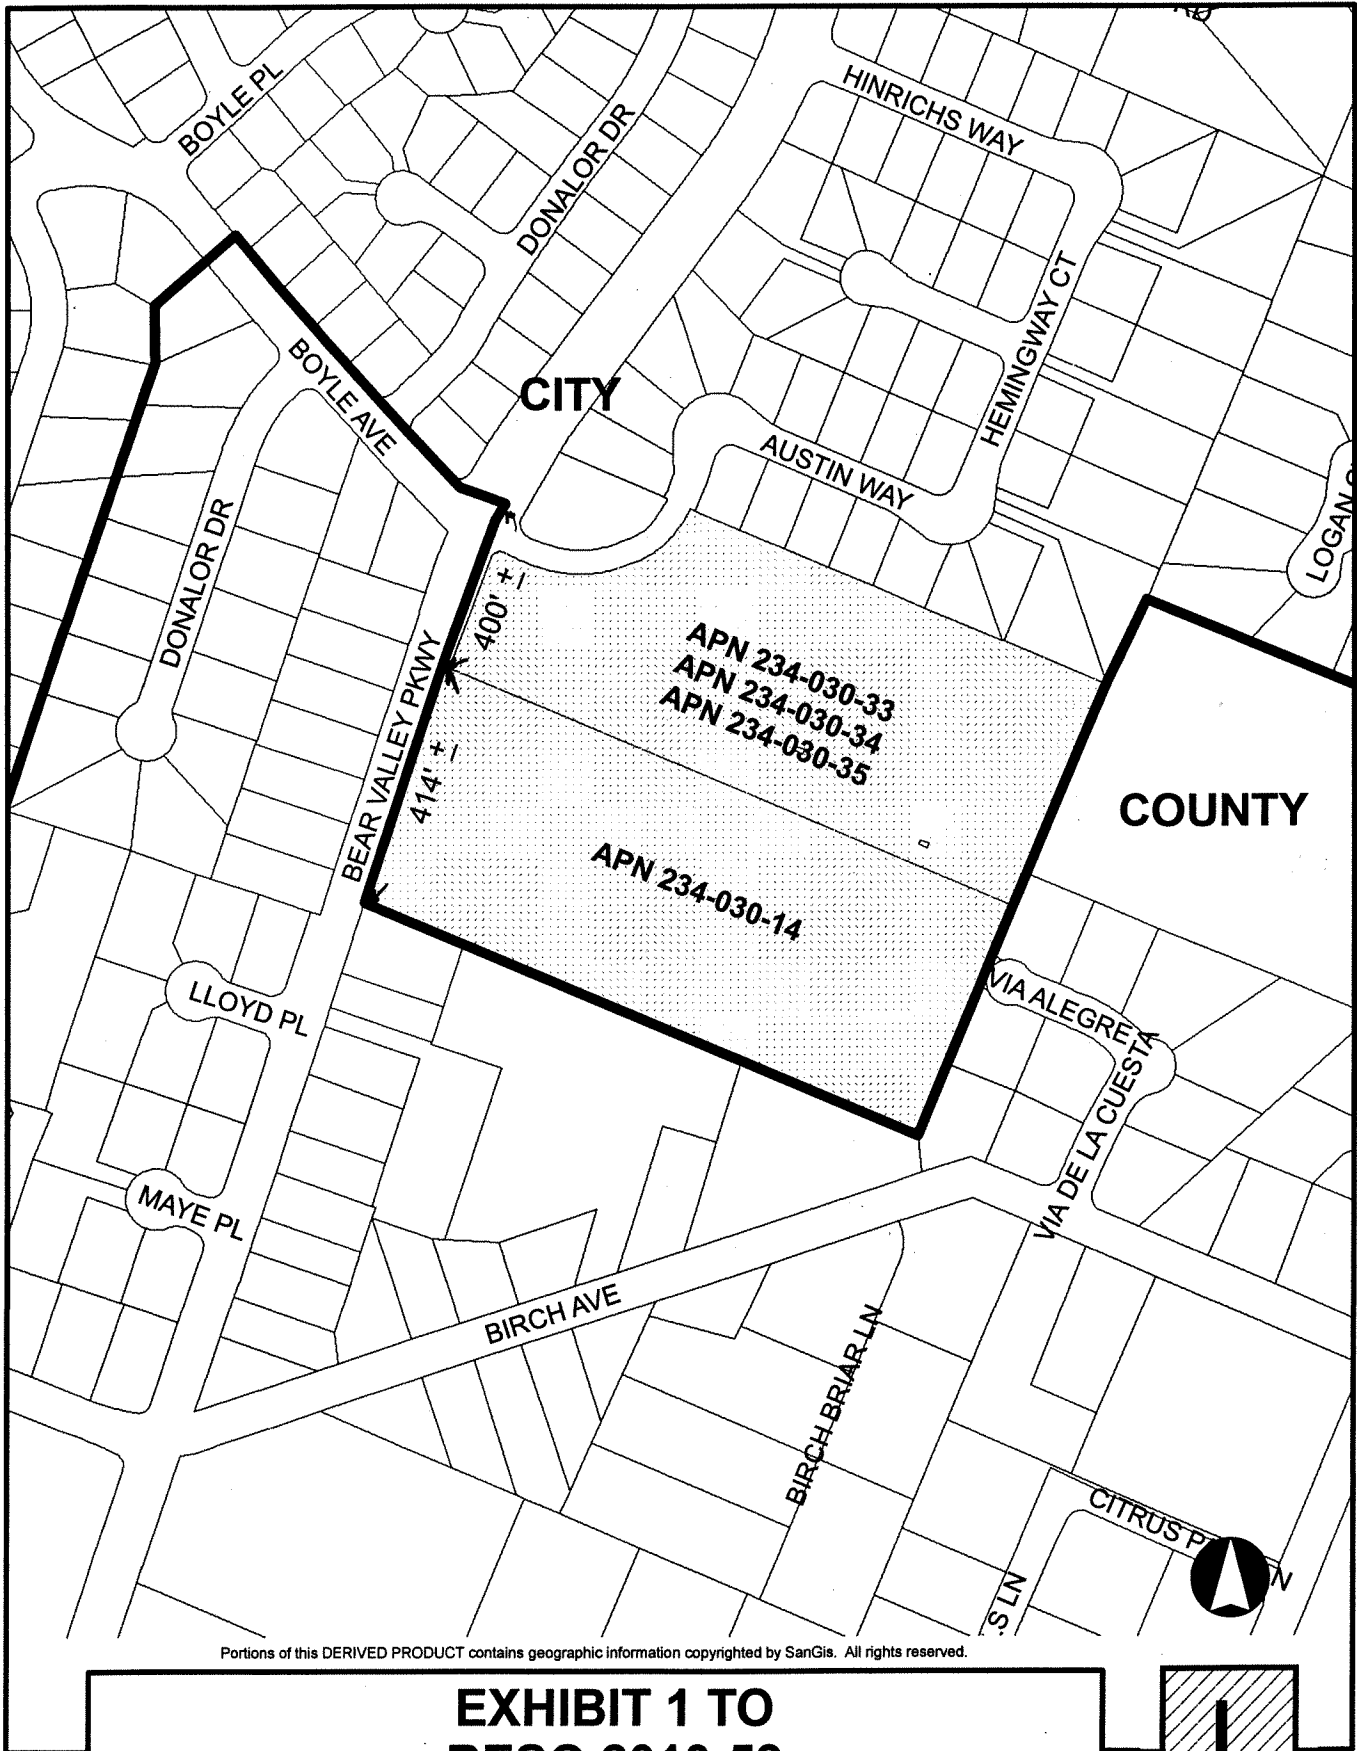 RD
BOYLE PL
HINRICHS WAY
DONALOR DR
HEMINGWAY CT
BOYLE AVE
CITY
AUSTIN WAY
LOGAN
DONALOR DR
400' + -
APN 234-030-33
APN 234-030-34
APN 234-030-35
BEAR VALLEY PKWY
414' + -
COUNTY
APN 234-030-14
LLOYD PL
VIA ALEGRE
VIA DE LA CUESTA
MAYE PL
BIRCH AVE
BIRCH BRIAR LN
CITRUS P
N
S LN
Portions of this DERIVED PRODUCT contains geographic information copyrighted by SanGis. All rights reserved.
EXHIBIT 1 TO